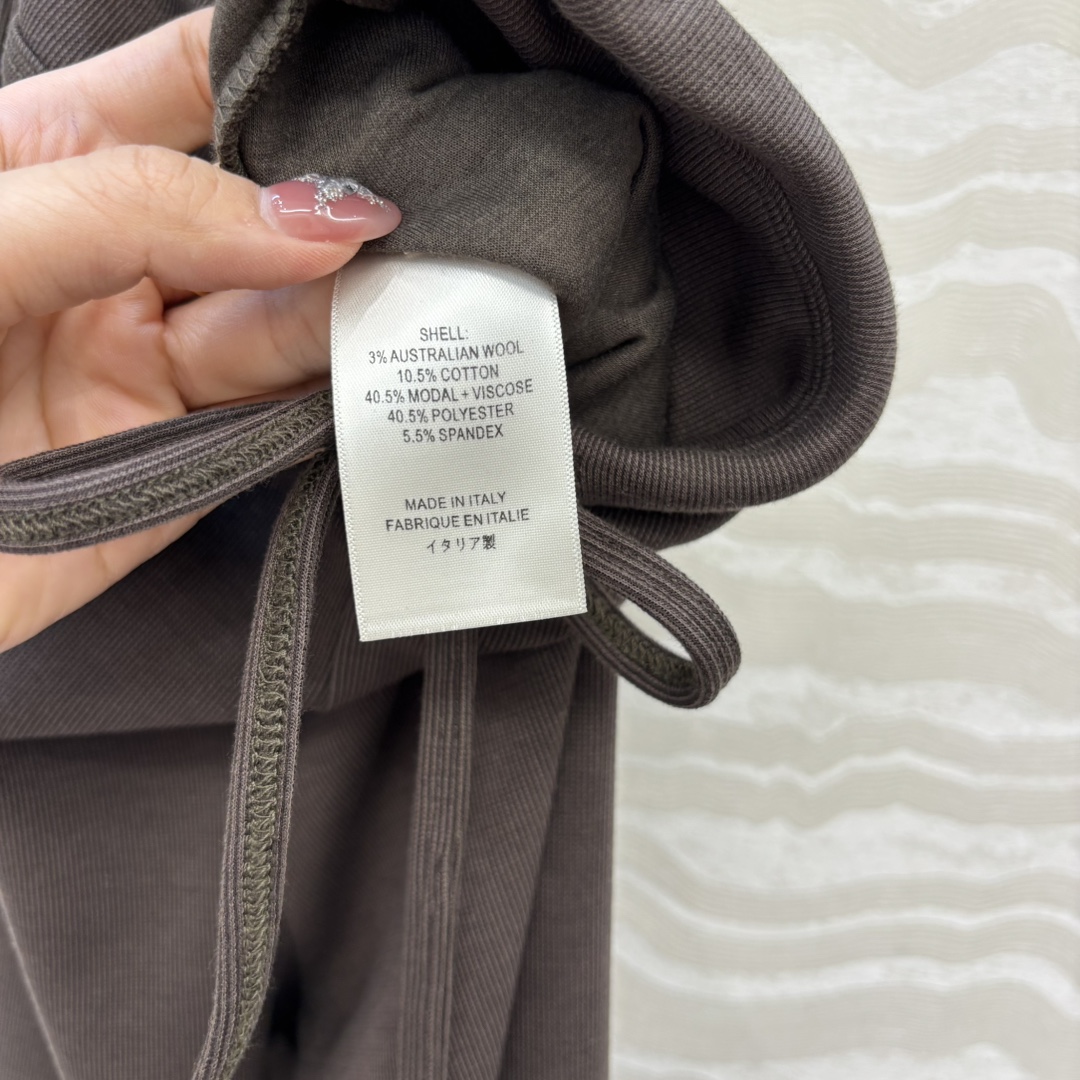 SHELL:
3% AUSTRALIAN WOOL
10.5% COTTON
40.5% MODAL + VISCOSE
40.5% POLYESTER
5.5% SPANDEX
MADE IN ITALY
FABRIQUE EN ITALIE
イタリア製